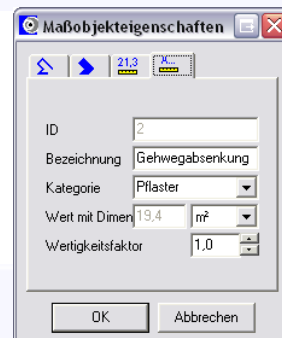 Maßobjekteigenschaften
21,3
A...
ID 2
Bezeichnung Gehwegabsenkung
Kategorie Pflaster
Wert mit Dimen 19,4 m²
Wertigkeitsfaktor 1,0
OK Abbrechen